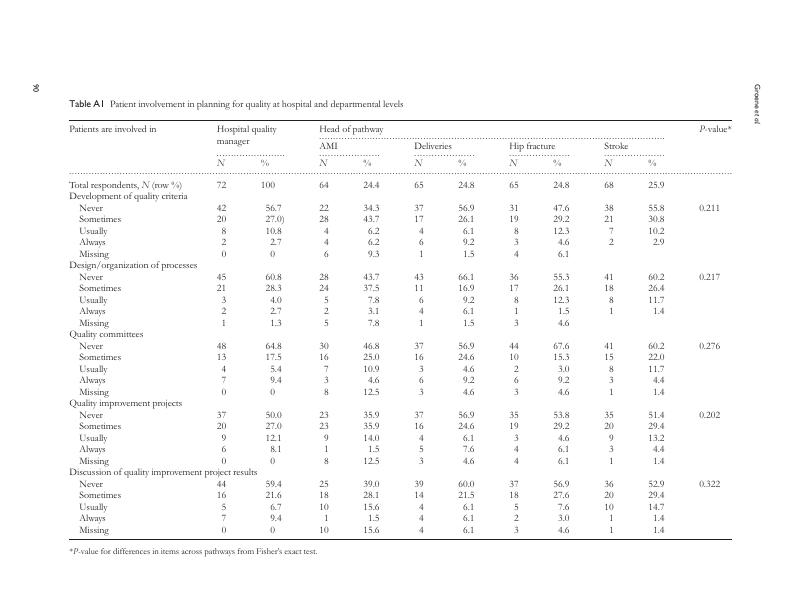 90
Groene et al
Table A1 Patient involvement in planning for quality at hospital and departmental levels
Patients are involved in Hospital quality manager Head of pathway P-value*
AMI Deliveries Hip fracture Stroke
N % N % N % N % N %
Total respondents, N (row %) 72 100 64 24.4 65 24.8 65 24.8 68 25.9
Development of quality criteria
Never 42 56.7 22 34.3 37 56.9 31 47.6 38 55.8 0.211
Sometimes 20 27.0) 28 43.7 17 26.1 19 29.2 21 30.8
Usually 8 10.8 4 6.2 4 6.1 8 12.3 7 10.2
Always 2 2.7 4 6.2 6 9.2 3 4.6 2 2.9
Missing 0 0 6 9.3 1 1.5 4 6.1
Design/organization of processes
Never 45 60.8 28 43.7 43 66.1 36 55.3 41 60.2 0.217
Sometimes 21 28.3 24 37.5 11 16.9 17 26.1 18 26.4
Usually 3 4.0 5 7.8 6 9.2 8 12.3 8 11.7
Always 2 2.7 2 3.1 4 6.1 1 1.5 1 1.4
Missing 1 1.3 5 7.8 1 1.5 3 4.6
Quality committees
Never 48 64.8 30 46.8 37 56.9 44 67.6 41 60.2 0.276
Sometimes 13 17.5 16 25.0 16 24.6 10 15.3 15 22.0
Usually 4 5.4 7 10.9 3 4.6 2 3.0 8 11.7
Always 7 9.4 3 4.6 6 9.2 6 9.2 3 4.4
Missing 0 0 8 12.5 3 4.6 3 4.6 1 1.4
Quality improvement projects
Never 37 50.0 23 35.9 37 56.9 35 53.8 35 51.4 0.202
Sometimes 20 27.0 23 35.9 16 24.6 19 29.2 20 29.4
Usually 9 12.1 9 14.0 4 6.1 3 4.6 9 13.2
Always 6 8.1 1 1.5 5 7.6 4 6.1 3 4.4
Missing 0 0 8 12.5 3 4.6 4 6.1 1 1.4
Discussion of quality improvement project results
Never 44 59.4 25 39.0 39 60.0 37 56.9 36 52.9 0.322
Sometimes 16 21.6 18 28.1 14 21.5 18 27.6 20 29.4
Usually 5 6.7 10 15.6 4 6.1 5 7.6 10 14.7
Always 7 9.4 1 1.5 4 6.1 2 3.0 1 1.4
Missing 0 0 10 15.6 4 6.1 3 4.6 1 1.4
*P-value for differences in items across pathways from Fisher's exact test.